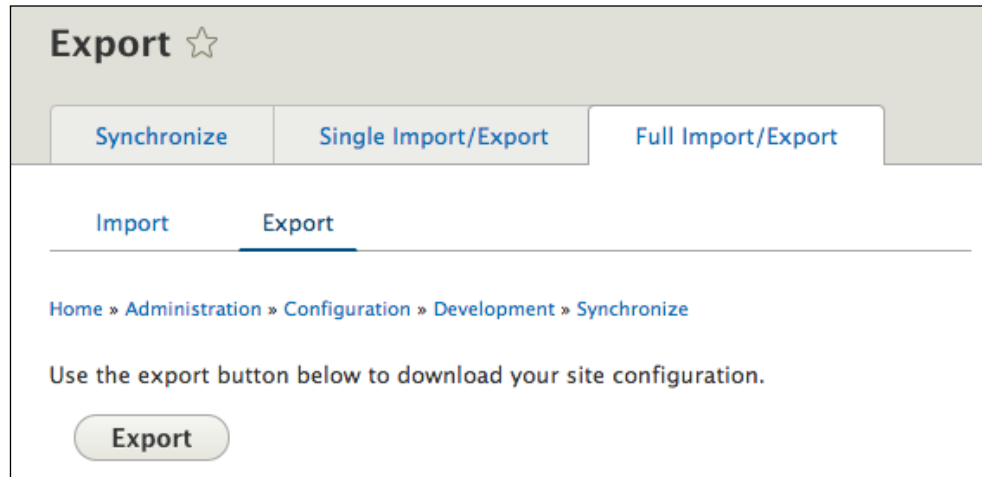 Export
Synchronize Single Import/Export Full Import/Export
Import Export
Home » Administration » Configuration » Development » Synchronize
Use the export button below to download your site configuration.
Export